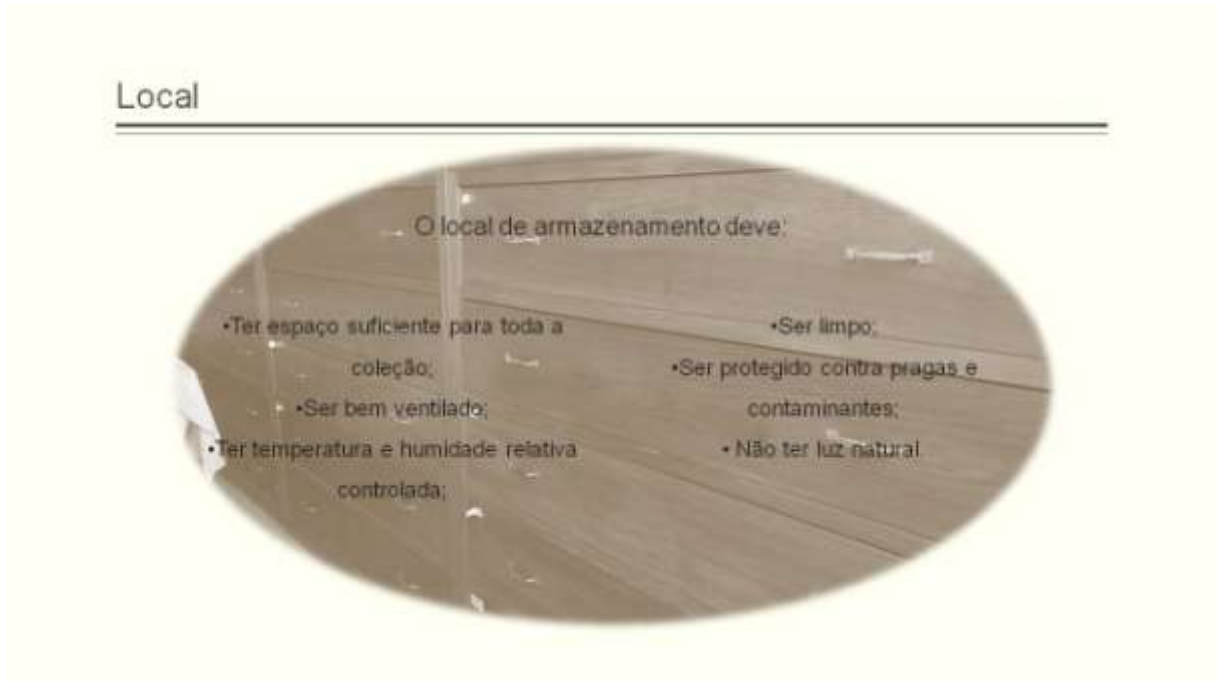 Local
O local de armazenamento deve:
•Ter espaço suficiente para toda a
coleção;
•Ser bem ventilado;
•Ter temperatura e humidade relativa
controlada;
•Ser limpo;
•Ser protegido contra pragas e
contaminantes;
• Não ter luz natural